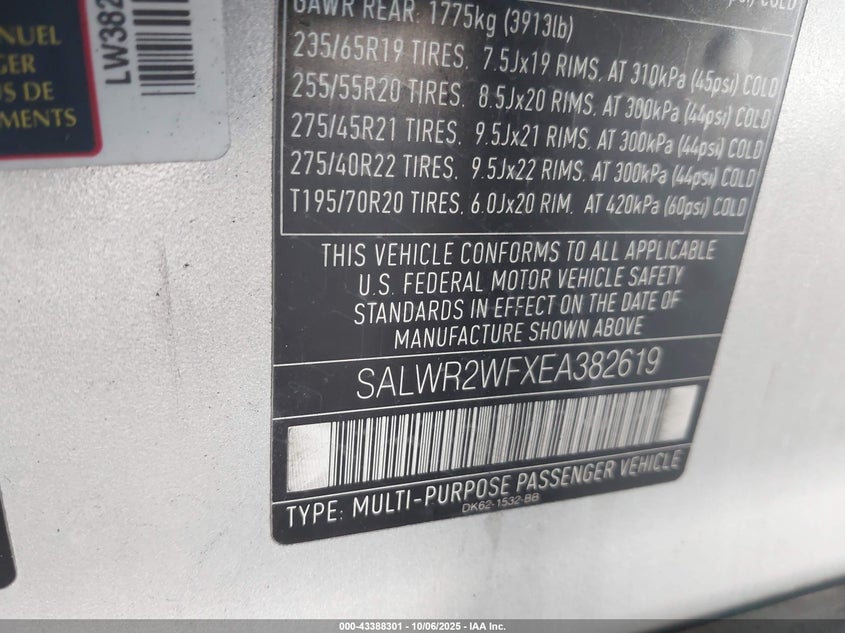 NUEL
GER
US DE
EMENTS
LW382
COLD
GAWR REAR: 1775kg (3913lb)
235/65R19 TIRES, 7.5Jx19 RIMS, AT 310kPa (45psi) COLD
255/55R20 TIRES, 8.5Jx20 RIMS, AT 300kPa (44psi) COLD
275/45R21 TIRES, 9.5Jx21 RIMS, AT 300kPa (44psi) COLD
275/40R22 TIRES, 9.5Jx22 RIMS, AT 300kPa (44psi) COLD
T195/70R20 TIRES, 6.0Jx20 RIM, AT 420kPa (60psi) COLD
THIS VEHICLE CONFORMS TO ALL APPLICABLE
U.S. FEDERAL MOTOR VEHICLE SAFETY
STANDARDS IN EFFECT ON THE DATE OF
MANUFACTURE SHOWN ABOVE
SALWR2WFXEA382619
TYPE: MULTI-PURPOSE PASSENGER VEHICLE
DK62-1532-BB
000-43388301 - 10/06/2025 - IAA Inc.